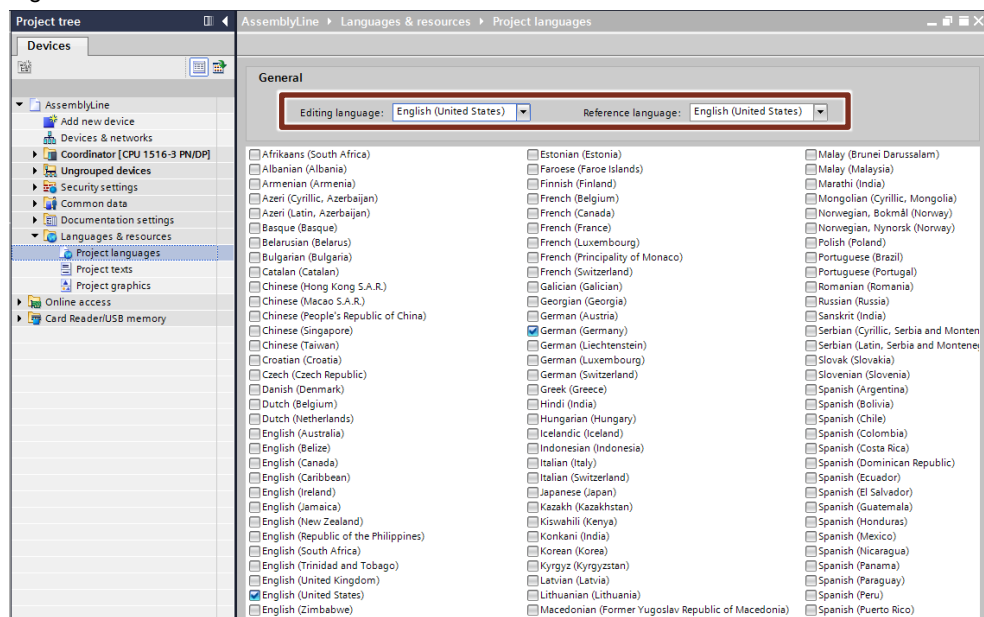 Project tree
Devices
AssemblyLine
Add new device
Devices & networks
Coordinator [CPU 1516-3 PN/DP]
Ungrouped devices
Security settings
Common data
Documentation settings
Languages & resources
Project languages
Project texts
Project graphics
Online access
Card Reader/USB memory
AssemblyLine ▸ Languages & resources ▸ Project languages
General
Editing language: English (United States) Reference language: English (United States)
Afrikaans (South Africa)
Albanian (Albania)
Armenian (Armenia)
Azeri (Cyrillic, Azerbaijan)
Azeri (Latin, Azerbaijan)
Basque (Basque)
Belarusian (Belarus)
Bulgarian (Bulgaria)
Catalan (Catalan)
Chinese (Hong Kong S.A.R.)
Chinese (Macao S.A.R.)
Chinese (People's Republic of China)
Chinese (Singapore)
Chinese (Taiwan)
Croatian (Croatia)
Czech (Czech Republic)
Danish (Denmark)
Dutch (Belgium)
Dutch (Netherlands)
English (Australia)
English (Belize)
English (Canada)
English (Caribbean)
English (Ireland)
English (Jamaica)
English (New Zealand)
English (Republic of the Philippines)
English (South Africa)
English (Trinidad and Tobago)
English (United Kingdom)
English (United States)
English (Zimbabwe)
Estonian (Estonia)
Faroese (Faroe Islands)
Finnish (Finland)
French (Belgium)
French (Canada)
French (France)
French (Luxembourg)
French (Principality of Monaco)
French (Switzerland)
Galician (Galician)
Georgian (Georgia)
German (Austria)
German (Germany)
German (Liechtenstein)
German (Luxembourg)
German (Switzerland)
Greek (Greece)
Hindi (India)
Hungarian (Hungary)
Icelandic (Iceland)
Indonesian (Indonesia)
Italian (Italy)
Italian (Switzerland)
Japanese (Japan)
Kazakh (Kazakhstan)
Kiswahili (Kenya)
Konkani (India)
Korean (Korea)
Kyrgyz (Kyrgyzstan)
Latvian (Latvia)
Lithuanian (Lithuania)
Macedonian (Former Yugoslav Republic of Macedonia)
Malay (Brunei Darussalam)
Malay (Malaysia)
Marathi (India)
Mongolian (Cyrillic, Mongolia)
Norwegian, Bokmål (Norway)
Norwegian, Nynorsk (Norway)
Polish (Poland)
Portuguese (Brazil)
Portuguese (Portugal)
Romanian (Romania)
Russian (Russia)
Sanskrit (India)
Serbian (Cyrillic, Serbia and Monten
Serbian (Latin, Serbia and Montene
Slovak (Slovakia)
Slovenian (Slovenia)
Spanish (Argentina)
Spanish (Bolivia)
Spanish (Chile)
Spanish (Colombia)
Spanish (Costa Rica)
Spanish (Dominican Republic)
Spanish (Ecuador)
Spanish (El Salvador)
Spanish (Guatemala)
Spanish (Honduras)
Spanish (Mexico)
Spanish (Nicaragua)
Spanish (Panama)
Spanish (Paraguay)
Spanish (Peru)
Spanish (Puerto Rico)